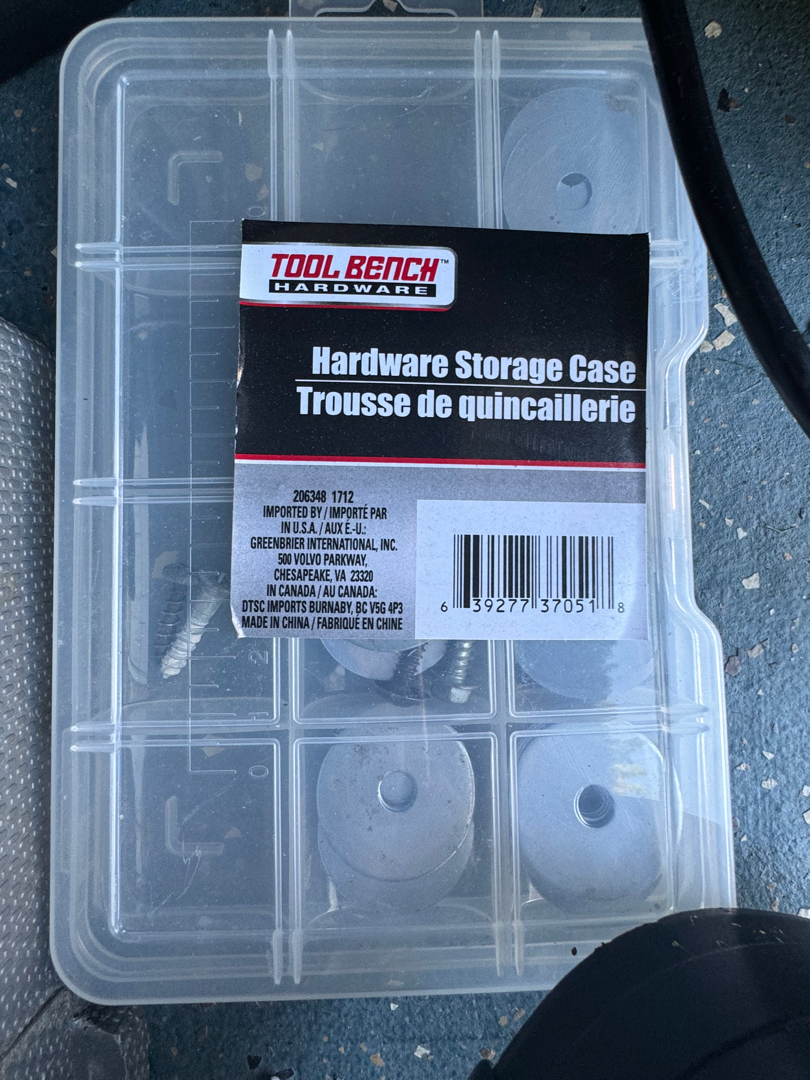 TOOL BENCH™
HARDWARE
Hardware Storage Case
Trousse de quincaillerie
206348 1712
IMPORTED BY / IMPORTÉ PAR
IN U.S.A. / AUX É.-U.:
GREENBRIER INTERNATIONAL, INC.
500 VOLVO PARKWAY,
CHESAPEAKE, VA 23320
IN CANADA / AU CANADA:
DTSC IMPORTS BURNABY, BC V5G 4P3
MADE IN CHINA / FABRIQUÉ EN CHINE
6 39277 37051 8